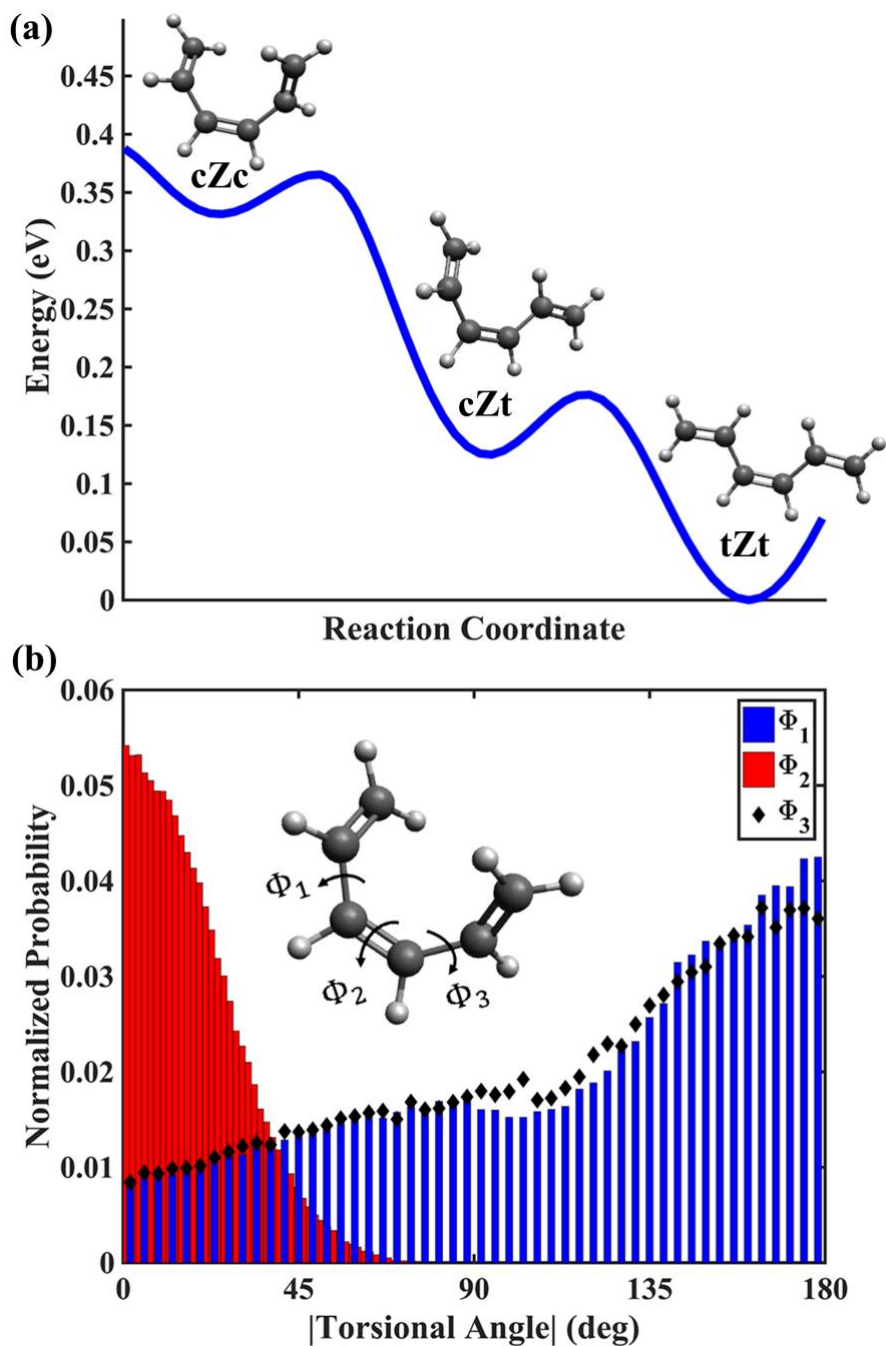 (a)
0.45
0.4
0.35
0.3
0.25
0.2
0.15
0.1
0.05
0
Energy (eV)
cZc
cZt
tZt
Reaction Coordinate
(b)
0.06
0.05
0.04
0.03
0.02
0.01
0
Normalized Probability
Φ1
Φ2
Φ3
Φ1
Φ2
Φ3
0 45 90 135 180
|Torsional Angle| (deg)